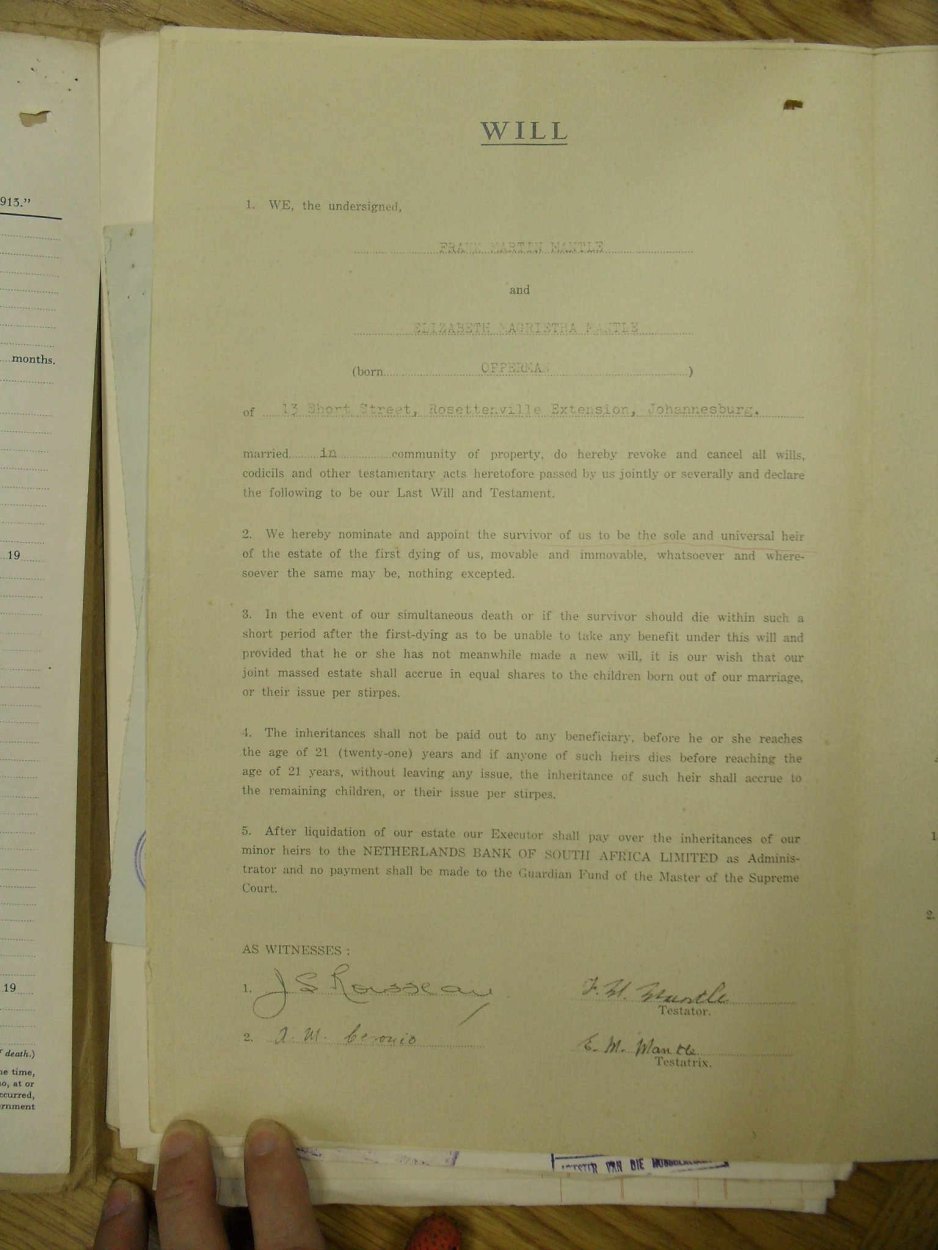 WILL
1. WE, the undersigned,
FRANK MARTIN MANTLE
and
ELIZABETH MAGRIETHA MANTLE
(born OFFERMAN )
of 13 Short Street, Rosettenville Extension, Johannesburg.
married in community of property, do hereby revoke and cancel all wills,
codicils and other testamentary acts heretofore passed by us jointly or severally and declare
the following to be our Last Will and Testament.
2. We hereby nominate and appoint the survivor of us to be the sole and universal heir
of the estate of the first dying of us, movable and immovable, whatsoever and where-
soever the same may be, nothing excepted.
3. In the event of our simultaneous death or if the survivor should die within such a
short period after the first-dying as to be unable to take any benefit under this will and
provided that he or she has not meanwhile made a new will, it is our wish that our
joint massed estate shall accrue in equal shares to the children born out of our marriage,
or their issue per stirpes.
4. The inheritances shall not be paid out to any beneficiary, before he or she reaches
the age of 21 (twenty-one) years and if anyone of such heirs dies before reaching the
age of 21 years, without leaving any issue, the inheritance of such heir shall accrue to
the remaining children, or their issue per stirpes.
5. After liquidation of our estate our Executor shall pay over the inheritances of our
minor heirs to the NETHERLANDS BANK OF SOUTH AFRICA LIMITED as Adminis-
trator and no payment shall be made to the Guardian Fund of the Master of the Supreme
Court.
AS WITNESSES :
1. J S Rousseau
F. M. Mantle
Testator.
2. A. M.
E. M. Mantle
Testatrix.
VAN DIE
913."
months.
19
19
death.)
me time,
so, at or
ccurred,
ernment
1
2.